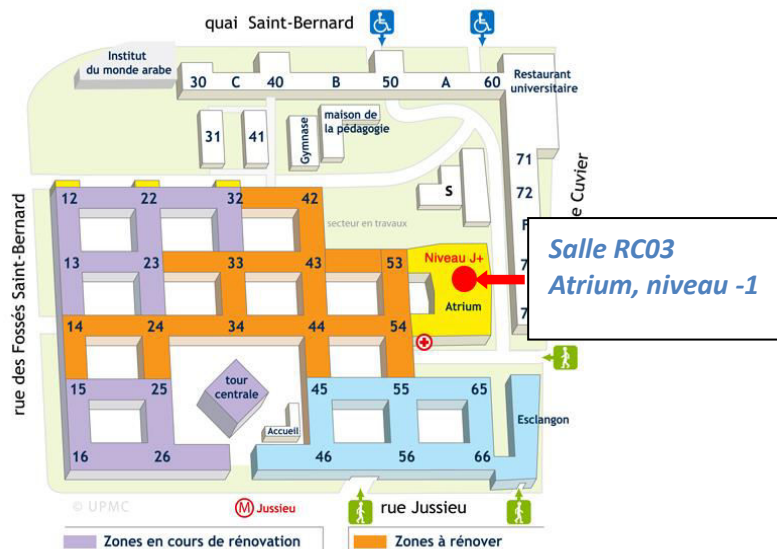 quai Saint-Bernard
Institut
du monde arabe
30 C 40 B 50 A 60
Restaurant
universitaire
31
41
Gymnase
maison de
la pédagogie
71
72
S
rue des Fossés Saint-Bernard
Cuvier
12 22 32 42
secteur en travaux
13 23 33 43 53
Niveau J+
Atrium
Salle RC03
Atrium, niveau -1
14 24 34 44 54
15 25
tour
centrale
45 55 65
Accueil
Esclangon
16 26 46 56 66
© UPMC
M Jussieu
rue Jussieu
Zones en cours de rénovation
Zones à rénover